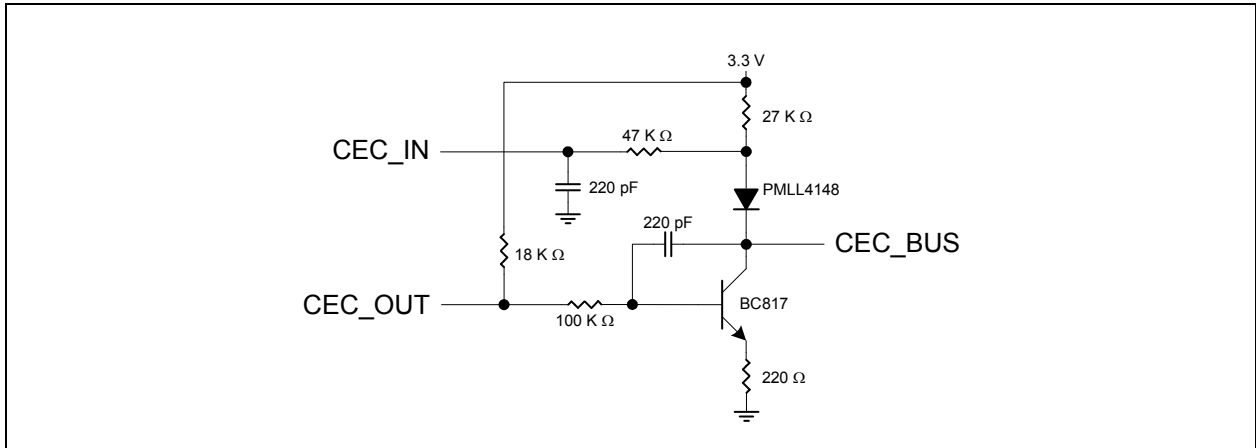 3.3 V
27 K Ω
47 K Ω
CEC_IN
PMLL4148
220 pF
220 pF
CEC_BUS
18 K Ω
CEC_OUT
BC817
100 K Ω
220 Ω